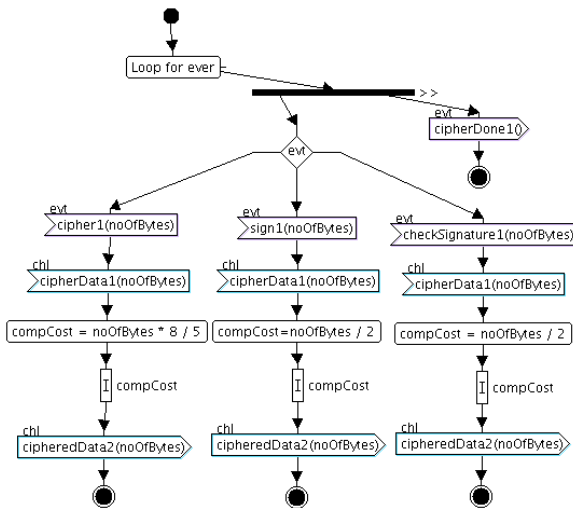 Loop for ever
> >
evt
cipherDone1()
evt
evt
cipher1(noOfBytes)
evt
sign1(noOfBytes)
evt
checkSignature1(noOfBytes)
chl
cipherData1(noOfBytes)
chl
cipherData1(noOfBytes)
chl
cipherData1(noOfBytes)
compCost = noOfBytes * 8 / 5
compCost=noOfBytes / 2
compCost = noOfBytes / 2
I compCost
I compCost
I compCost
chl
cipheredData2(noOfBytes)
chl
cipheredData2(noOfBytes)
chl
cipheredData2(noOfBytes)